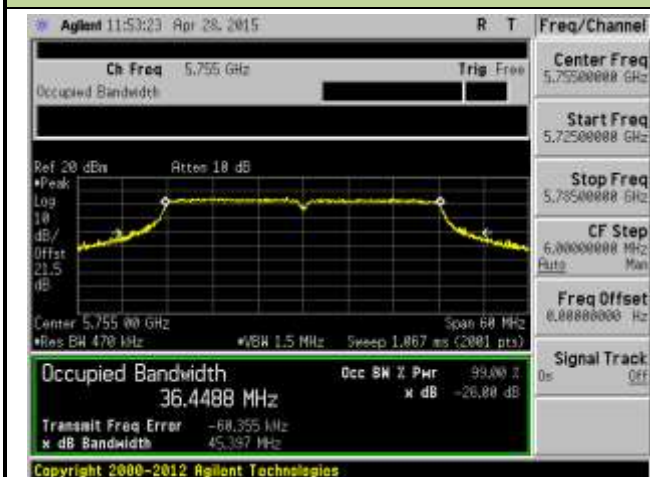 Agilent 11:53:23 Apr 28, 2015 R T
Freq/Channel
Ch Freq 5.755 GHz Trig Free
Occupied Bandwidth
Center Freq
5.75500000 GHz
Start Freq
5.72500000 GHz
Stop Freq
5.78500000 GHz
CF Step
6.00000000 MHz
Auto Man
Freq Offset
0.00000000 Hz
Signal Track
On Off
Ref 20 dBm Atten 10 dB
•Peak
Log
10
dB/
Offst
21.5
dB
Center 5.755 00 GHz Span 60 MHz
•Res BW 470 kHz •VBW 1.5 MHz Sweep 1.067 ms (2001 pts)
Occupied Bandwidth Occ BW % Pwr 99.00 %
36.4488 MHz x dB -26.00 dB
Transmit Freq Error -60.355 kHz
x dB Bandwidth 45.397 MHz
Copyright 2000-2012 Agilent Technologies